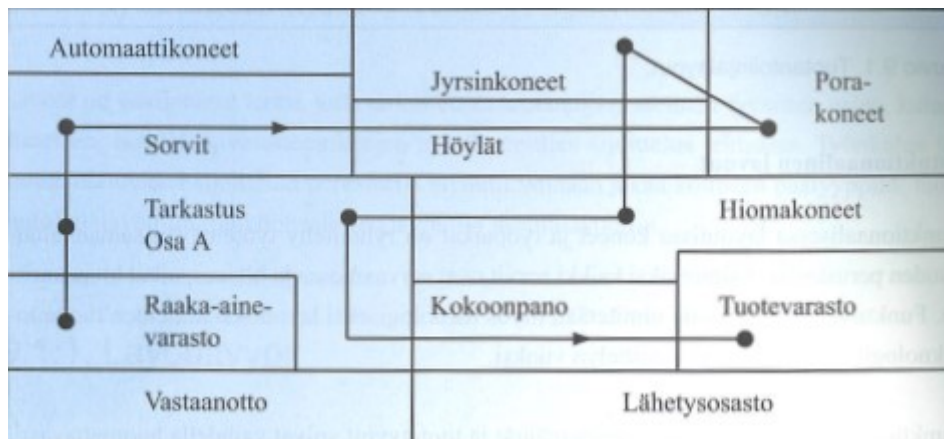 Automaattikoneet
Jyrsinkoneet
Pora-
koneet
Sorvit
Höylät
Tarkastus
Osa A
Hiomakoneet
Raaka-aine-
varasto
Kokoonpano
Tuotevarasto
Vastaanotto
Lähetysosasto